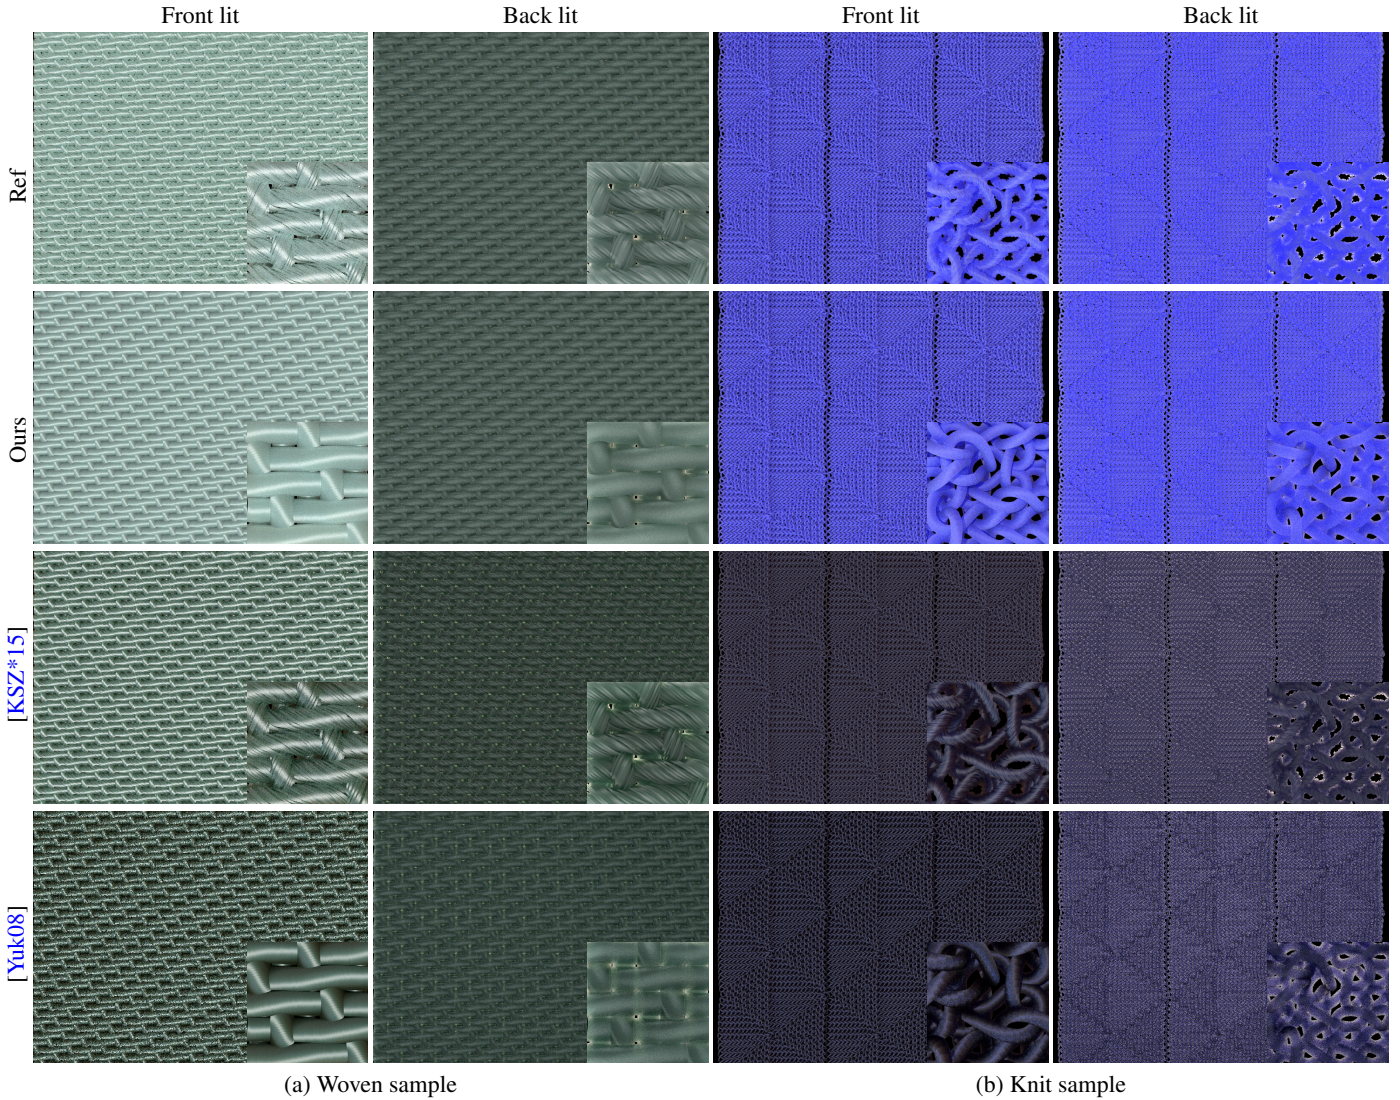 Front lit Back lit Front lit Back lit
Ref
Ours
[KSZ*15]
[Yuk08]
(a) Woven sample (b) Knit sample